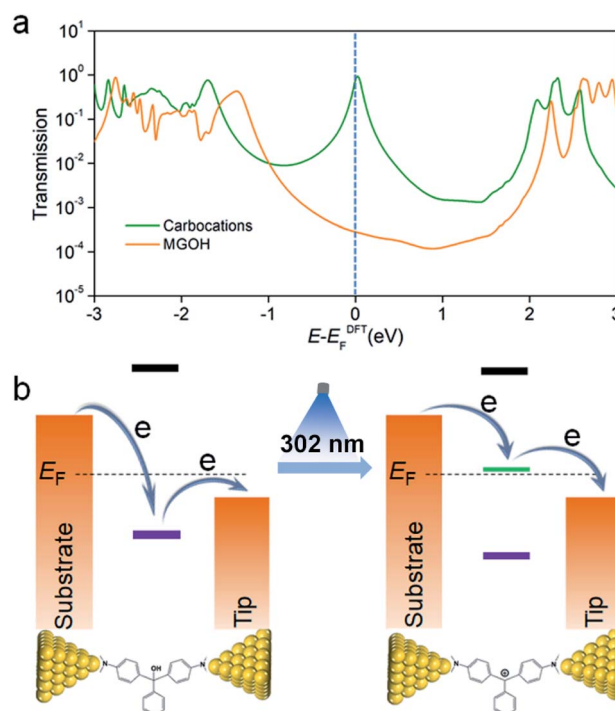 a
10¹
10⁰
10⁻¹
10⁻²
10⁻³
10⁻⁴
10⁻⁵
Transmission
Carbocations
MGOH
-3 -2 -1 0 1 2 3
E-E_F^DFT(eV)
b
e
e
E_F
Substrate
Tip
302 nm
e
e
E_F
Substrate
Tip
N OH N
N ⊕ N